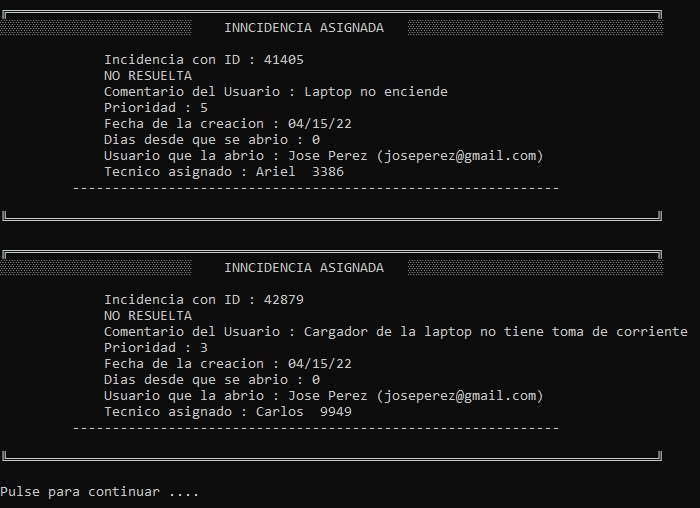 INNCIDENCIA ASIGNADA
Incidencia con ID : 41405
NO RESUELTA
Comentario del Usuario : Laptop no enciende
Prioridad : 5
Fecha de la creacion : 04/15/22
Dias desde que se abrio : 0
Usuario que la abrio : Jose Perez (joseperez@gmail.com)
Tecnico asignado : Ariel  3386
-------------------------------------------------------------
INNCIDENCIA ASIGNADA
Incidencia con ID : 42879
NO RESUELTA
Comentario del Usuario : Cargador de la laptop no tiene toma de corriente
Prioridad : 3
Fecha de la creacion : 04/15/22
Dias desde que se abrio : 0
Usuario que la abrio : Jose Perez (joseperez@gmail.com)
Tecnico asignado : Carlos  9949
-------------------------------------------------------------
Pulse para continuar ....